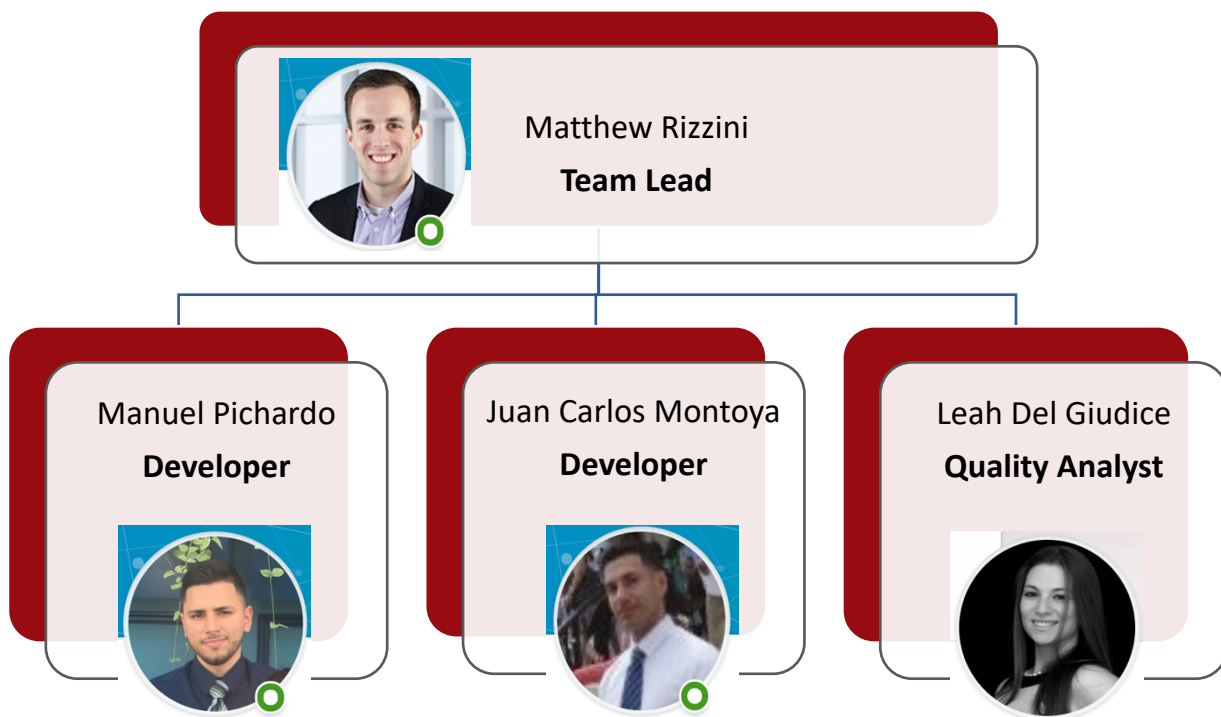 Matthew Rizzini
Team Lead
Manuel Pichardo
Developer
Juan Carlos Montoya
Developer
Leah Del Giudice
Quality Analyst